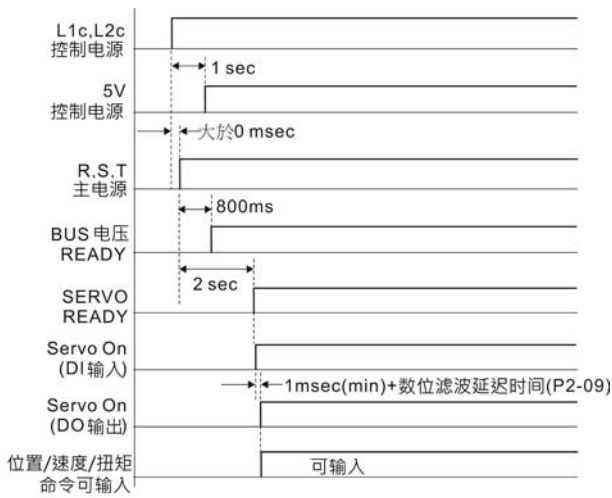 L1c,L2c
控制电源
1 sec
5V
控制电源
大於0 msec
R,S,T
主电源
800ms
BUS 电压
READY
2 sec
SERVO
READY
Servo On
(DI输入)
1msec(min)+数位滤波延迟时间(P2-09)
Servo On
(DO输出)
位置/速度/扭矩
命令可输入
可输入